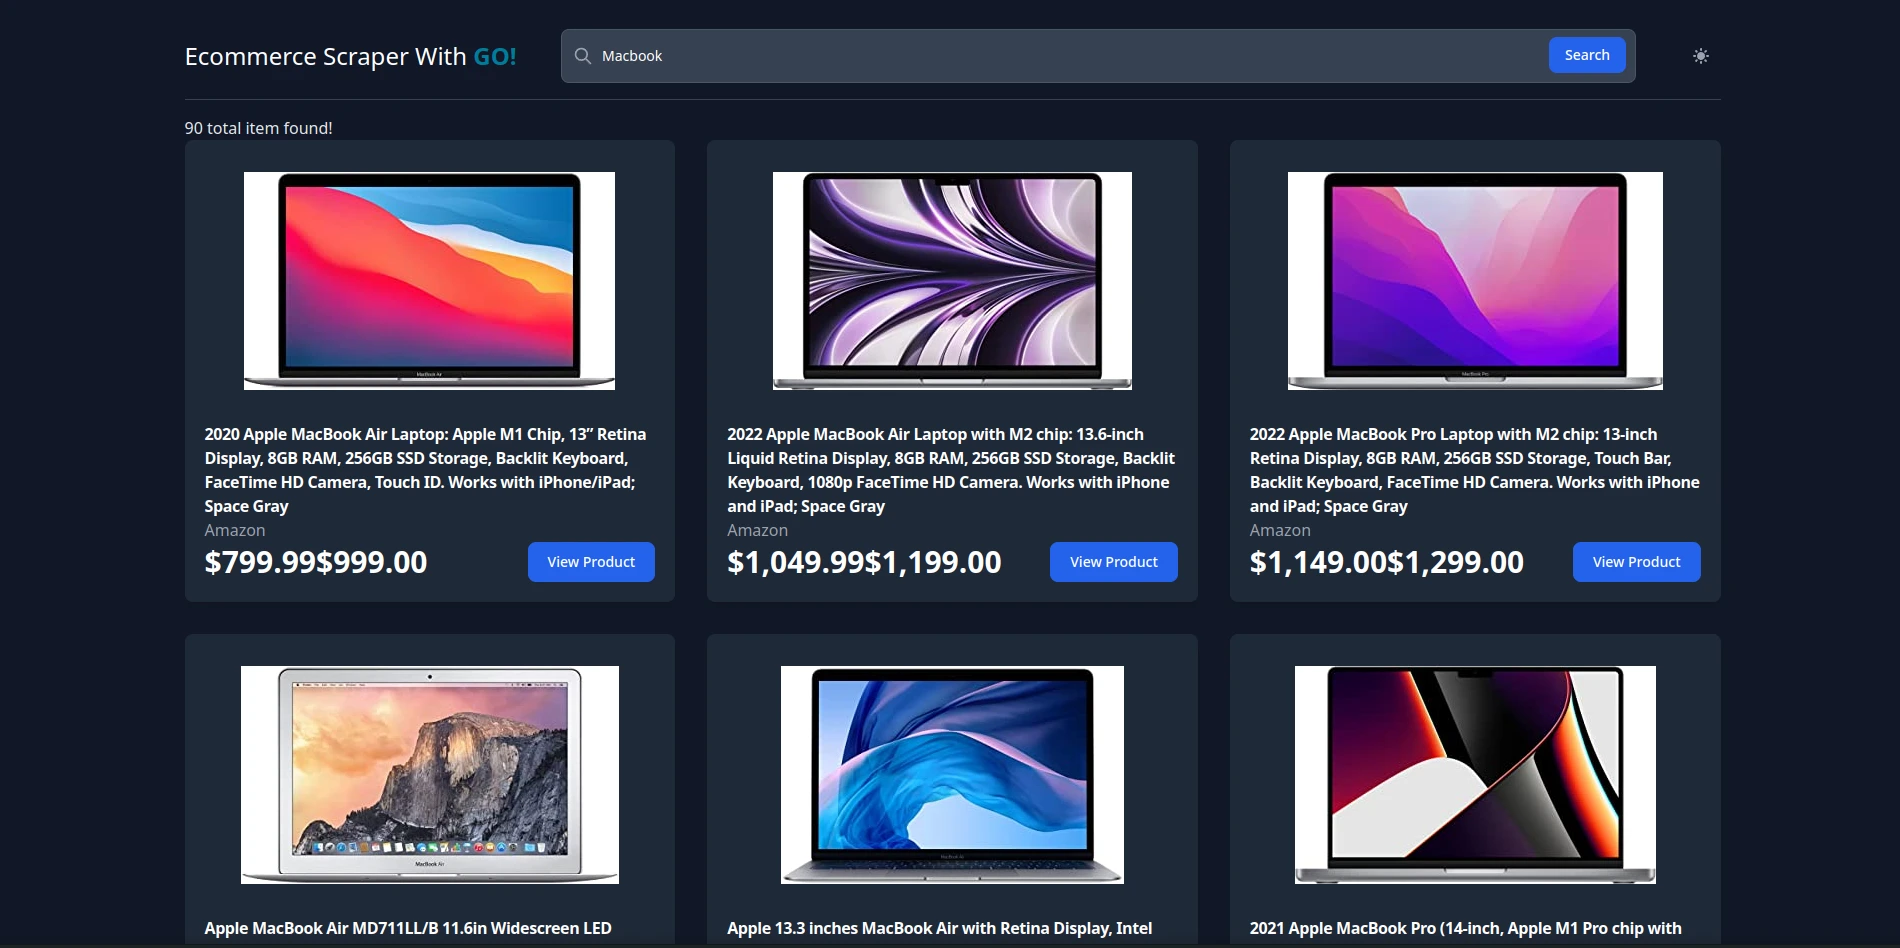 Ecommerce Scraper With GO!
Macbook
Search
90 total item found!
MacBook Air
MacBook Pro
2020 Apple MacBook Air Laptop: Apple M1 Chip, 13” Retina
Display, 8GB RAM, 256GB SSD Storage, Backlit Keyboard,
FaceTime HD Camera, Touch ID. Works with iPhone/iPad;
Space Gray
Amazon
$799.99$999.00
View Product
2022 Apple MacBook Air Laptop with M2 chip: 13.6-inch
Liquid Retina Display, 8GB RAM, 256GB SSD Storage, Backlit
Keyboard, 1080p FaceTime HD Camera. Works with iPhone
and iPad; Space Gray
Amazon
$1,049.99$1,199.00
View Product
2022 Apple MacBook Pro Laptop with M2 chip: 13-inch
Retina Display, 8GB RAM, 256GB SSD Storage, Touch Bar,
Backlit Keyboard, FaceTime HD Camera. Works with iPhone
and iPad; Space Gray
Amazon
$1,149.00$1,299.00
View Product
MacBook Air
MacBook Air
Apple MacBook Air MD711LL/B 11.6in Widescreen LED
Apple 13.3 inches MacBook Air with Retina Display, Intel
2021 Apple MacBook Pro (14-inch, Apple M1 Pro chip with